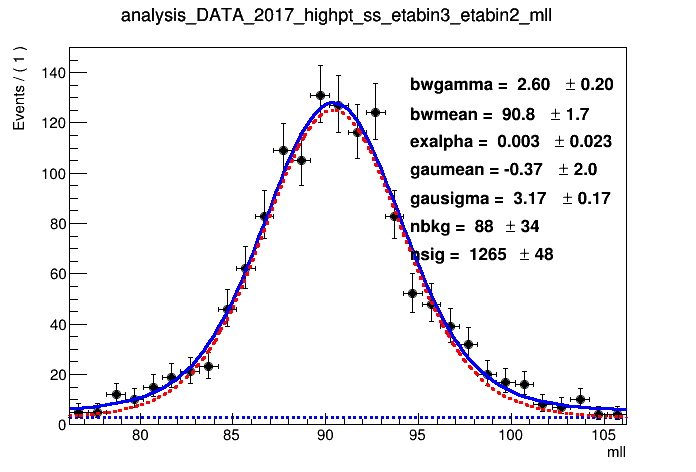 analysis_DATA_2017_highpt_ss_etabin3_etabin2_mll
Events / ( 1 )
140
120
100
80
60
40
20
0
bwgamma = 2.60 ± 0.20
bwmean = 90.8 ± 1.7
exalpha = 0.003 ± 0.023
gaumean = -0.37 ± 2.0
gausigma = 3.17 ± 0.17
nbkg = 88 ± 34
nsig = 1265 ± 48
80 85 90 95 100 105
mll